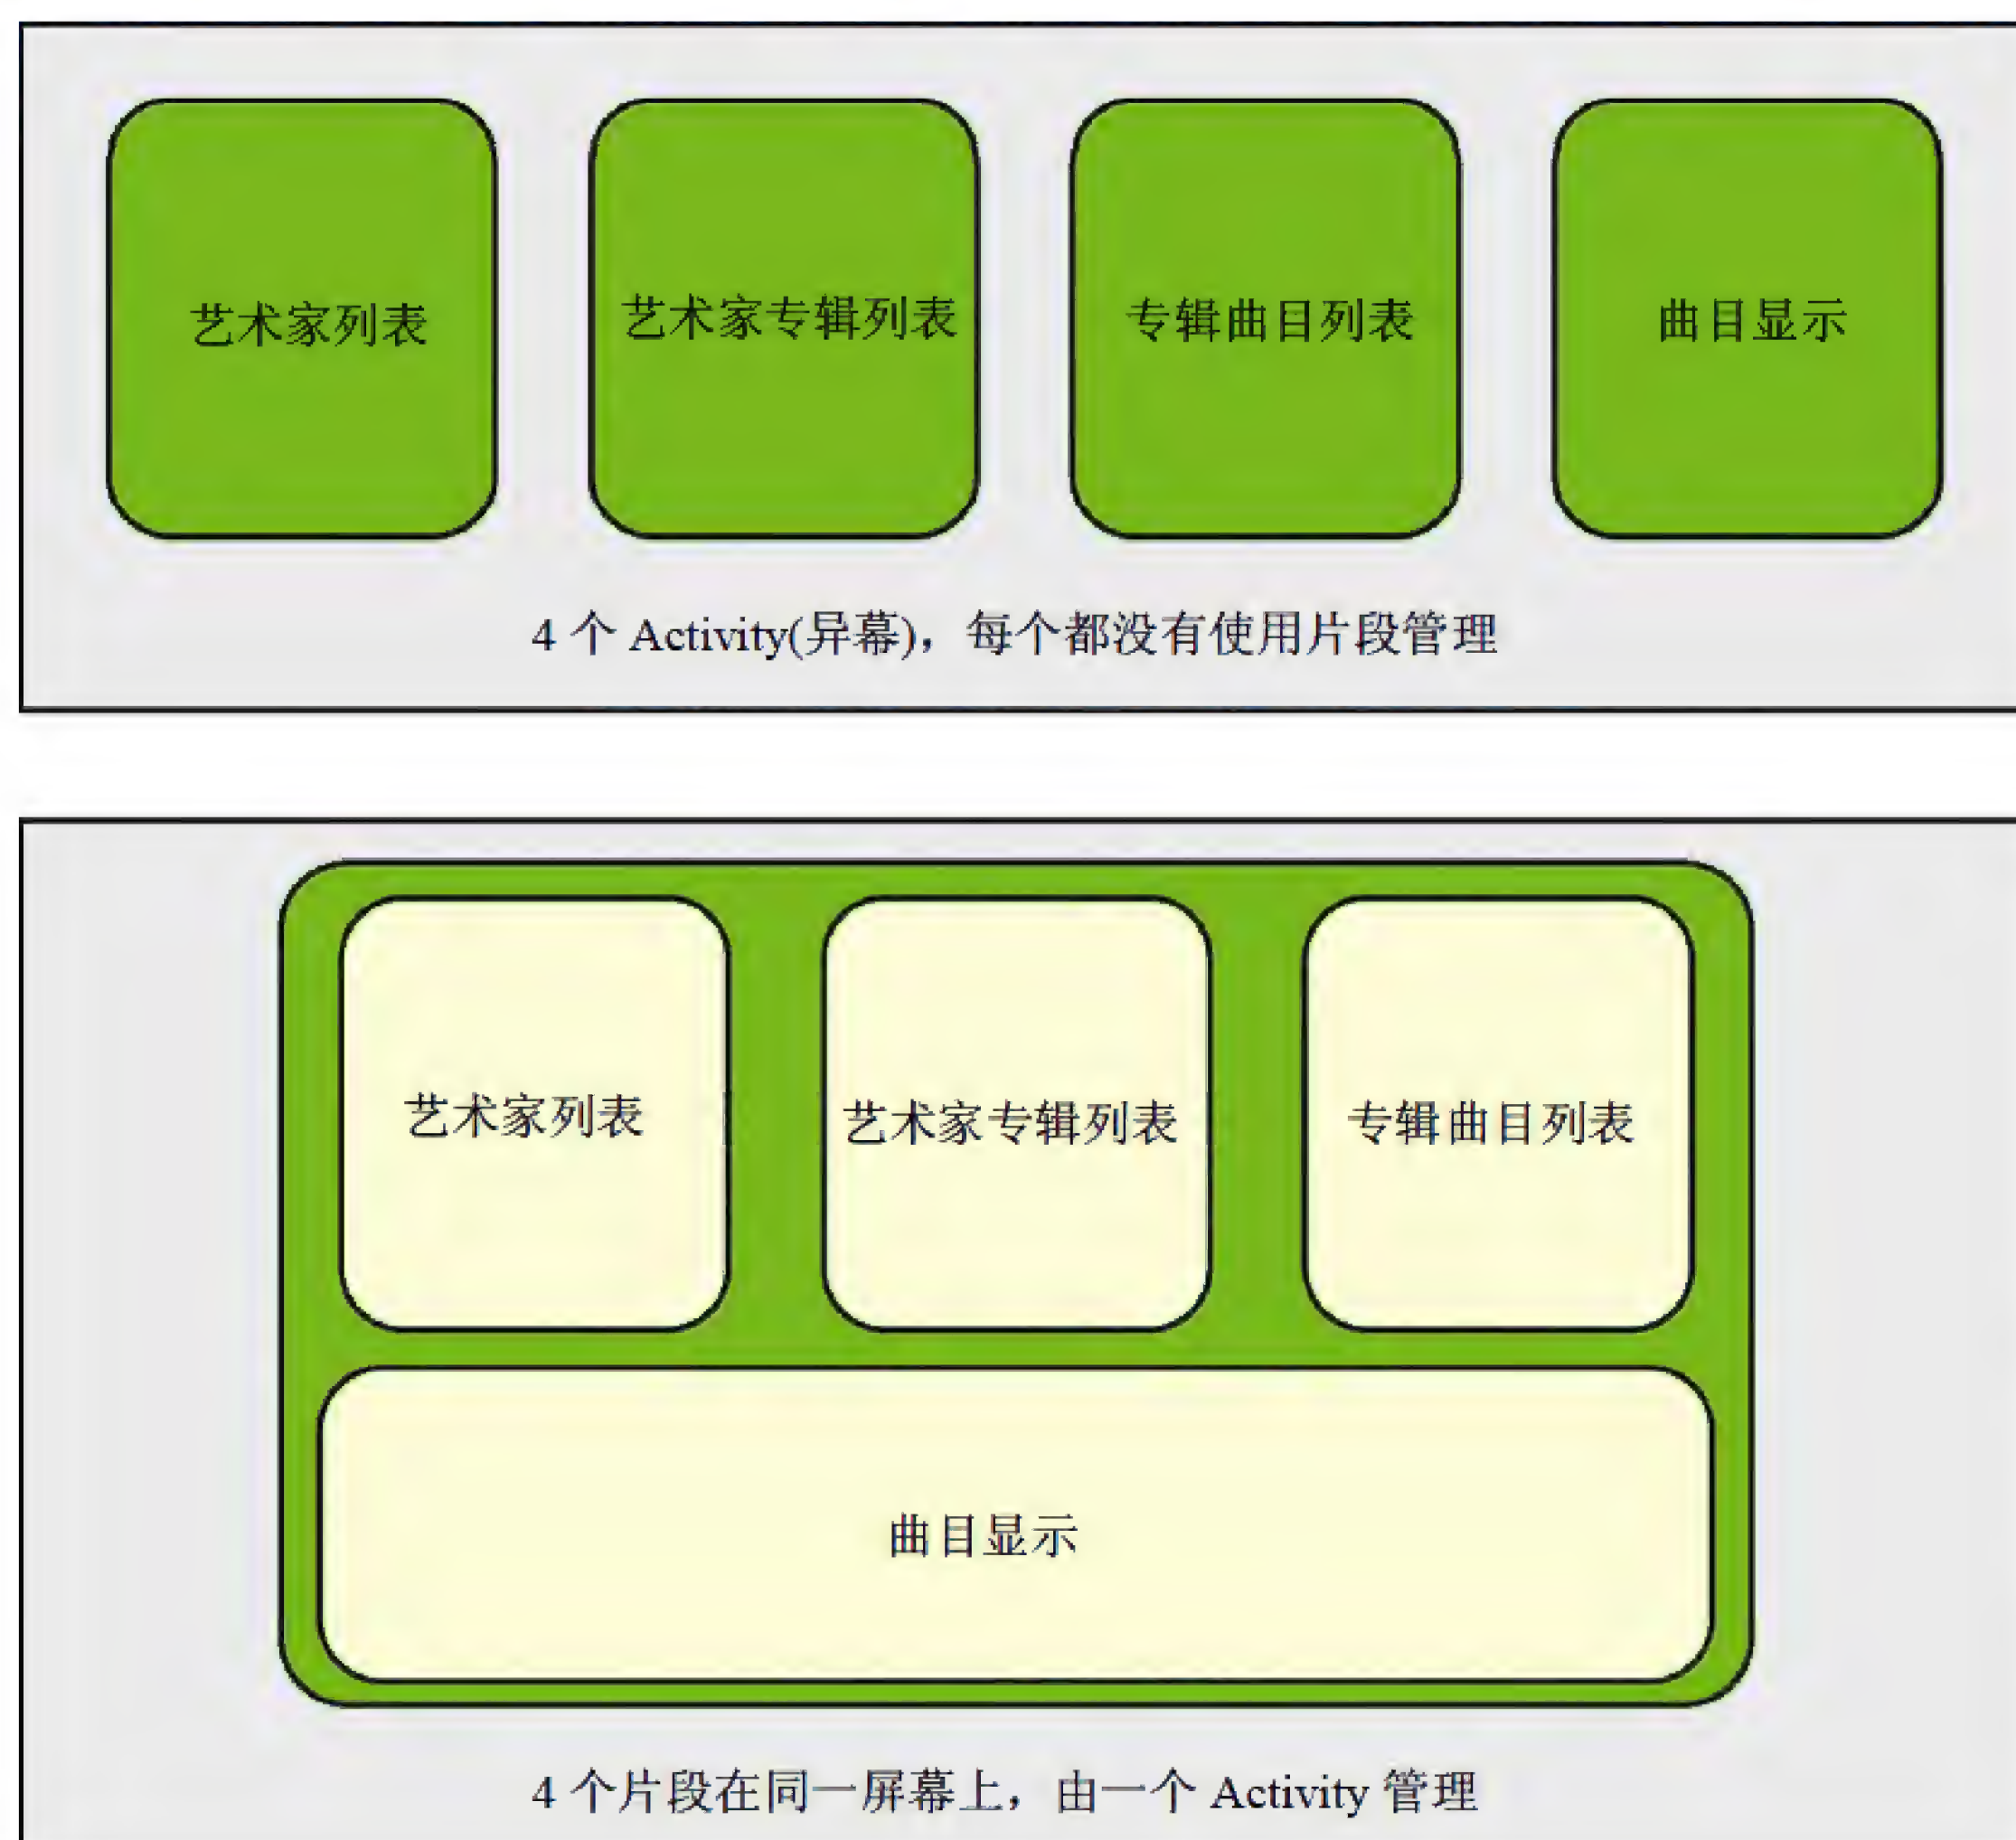 艺术家列表
艺术家专辑列表
专辑曲目列表
曲目显示
4 个 Activity(异幕)，每个都没有使用片段管理
艺术家列表
艺术家专辑列表
专辑曲目列表
曲目显示
4 个片段在同一屏幕上，由一个 Activity 管理